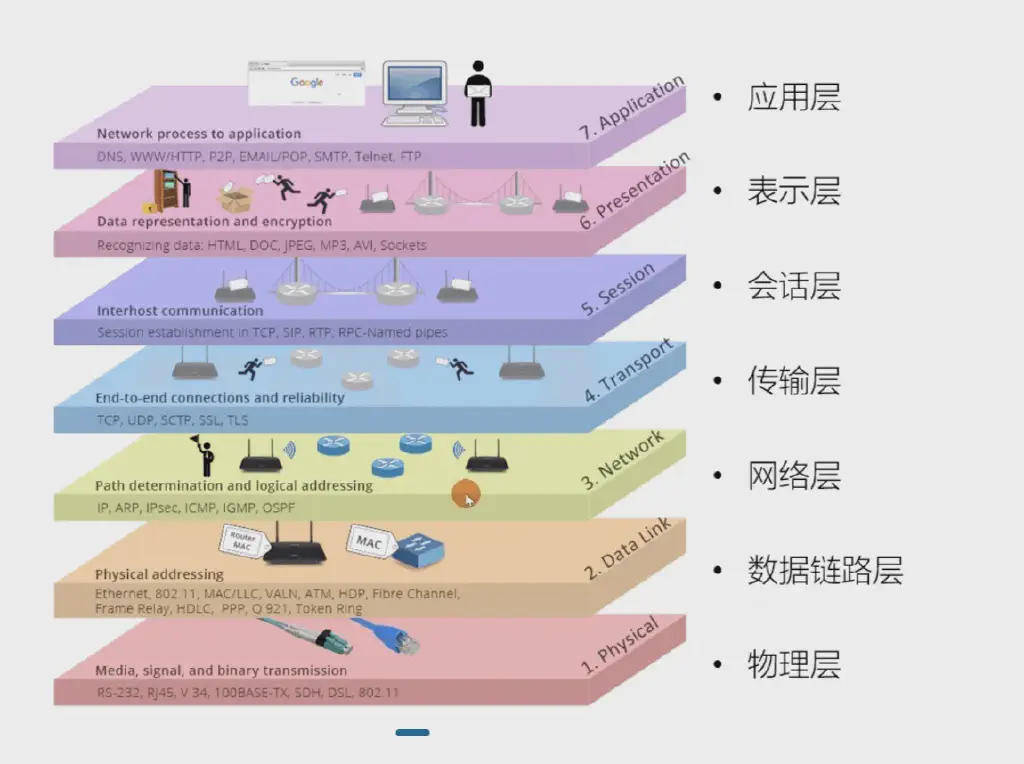 Google
7. Application
Network process to application
DNS, WWW/HTTP, P2P, EMAIL/POP, SMTP, Telnet, FTP
应用层
6. Presentation
Data representation and encryption
Recognizing data: HTML, DOC, JPEG, MP3, AVI, Sockets
表示层
5. Session
Interhost communication
Session establishment in TCP, SIP, RTP, RPC-Named pipes
会话层
4. Transport
End-to-end connections and reliability
TCP, UDP, SCTP, SSL, TLS
传输层
3. Network
Path determination and logical addressing
IP, ARP, IPsec, ICMP, IGMP, OSPF
网络层
Router
MAC
MAC
2. Data Link
Physical addressing
Ethernet, 802.11, MAC/LLC, VALN, ATM, HDP, Fibre Channel,
Frame Relay, HDLC, PPP, Q 921, Token Ring
数据链路层
1. Physical
Media, signal, and binary transmission
RS-232, RJ45, V 34, 100BASE-TX, SDH, DSL, 802.11
物理层